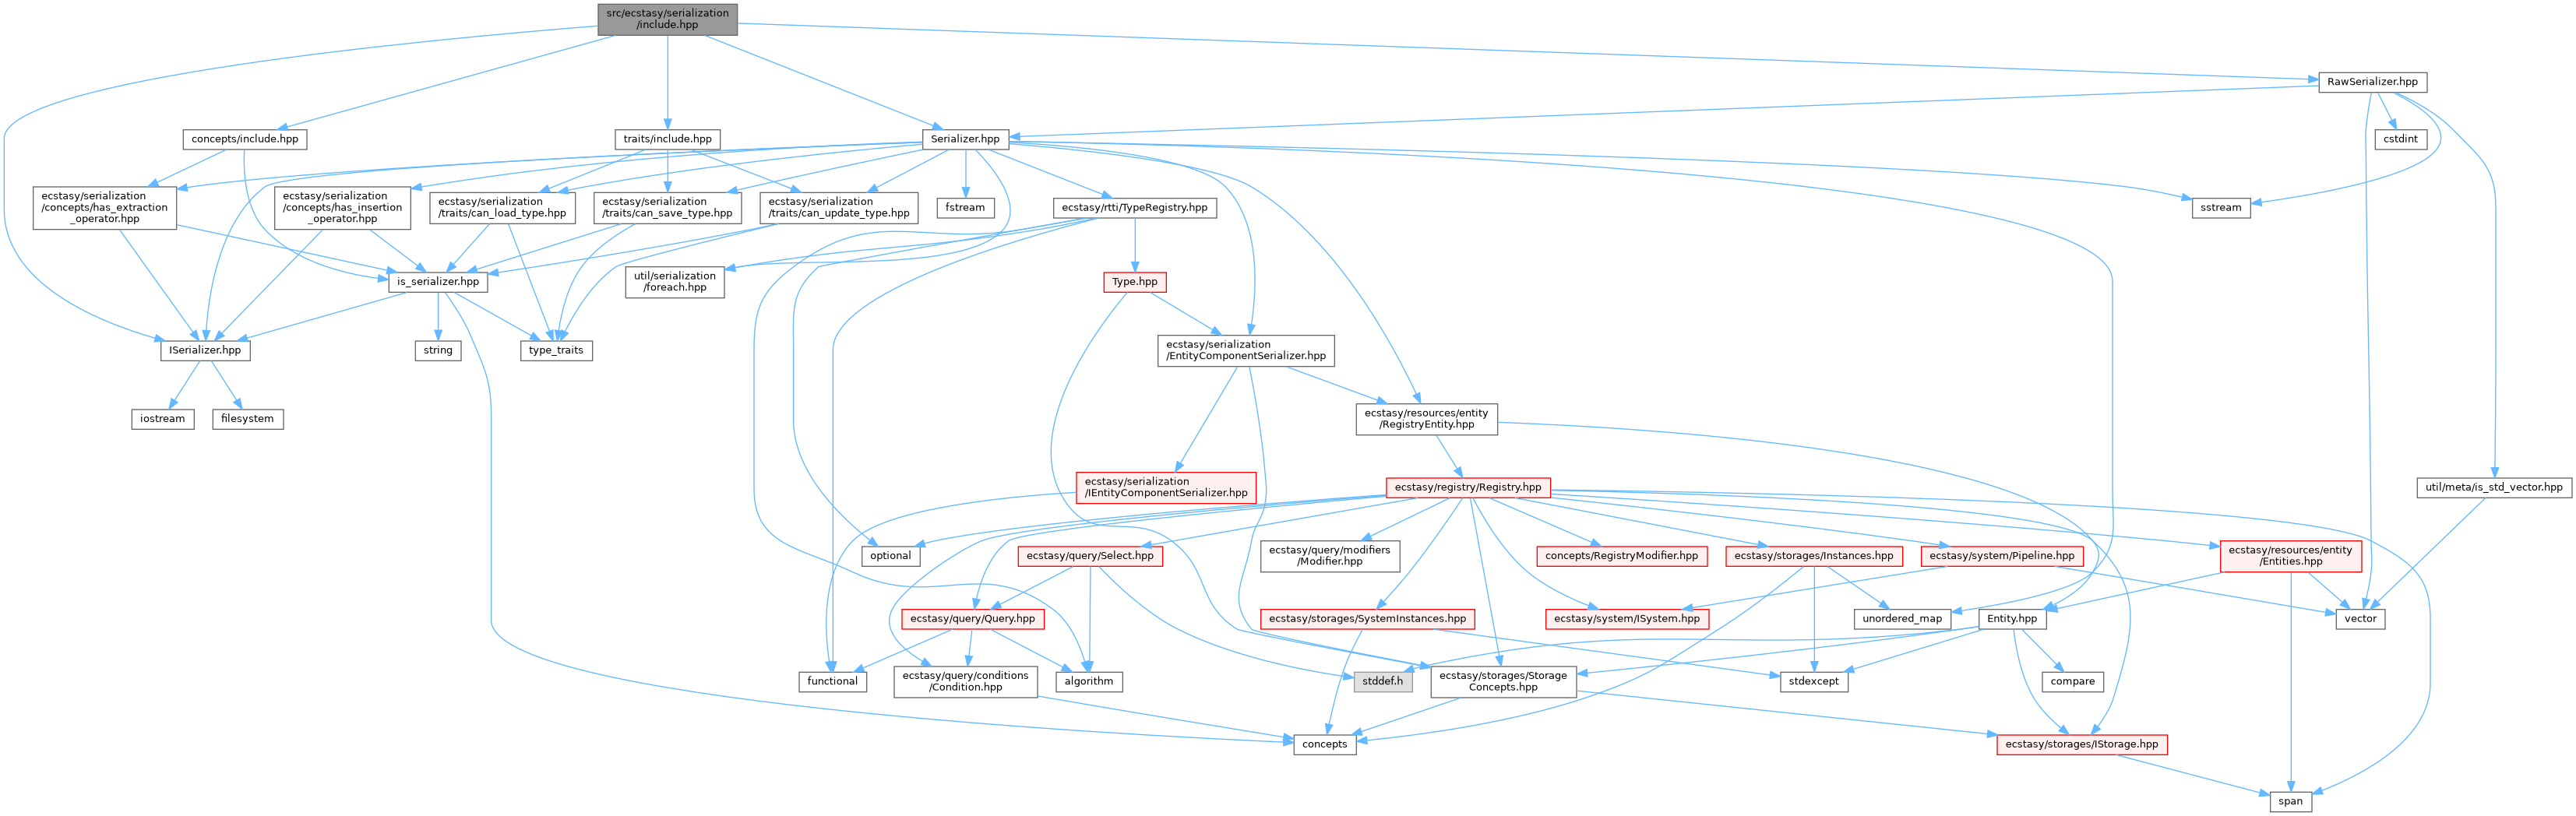 src/ecstasy/serialization
/include.hpp
RawSerializer.hpp
concepts/include.hpp
traits/include.hpp
Serializer.hpp
cstdint
ecstasy/serialization
/concepts/has_extraction
_operator.hpp
ecstasy/serialization
/concepts/has_insertion
_operator.hpp
ecstasy/serialization
/traits/can_load_type.hpp
ecstasy/serialization
/traits/can_save_type.hpp
ecstasy/serialization
/traits/can_update_type.hpp
fstream
ecstasy/rtti/TypeRegistry.hpp
sstream
is_serializer.hpp
util/serialization
/foreach.hpp
Type.hpp
ISerializer.hpp
string
type_traits
ecstasy/serialization
/EntityComponentSerializer.hpp
iostream
filesystem
ecstasy/resources/entity
/RegistryEntity.hpp
ecstasy/serialization
/IEntityComponentSerializer.hpp
ecstasy/registry/Registry.hpp
util/meta/is_std_vector.hpp
optional
ecstasy/query/Select.hpp
ecstasy/query/modifiers
/Modifier.hpp
concepts/RegistryModifier.hpp
ecstasy/storages/Instances.hpp
ecstasy/system/Pipeline.hpp
ecstasy/resources/entity
/Entities.hpp
ecstasy/query/Query.hpp
ecstasy/storages/SystemInstances.hpp
ecstasy/system/ISystem.hpp
unordered_map
Entity.hpp
vector
functional
ecstasy/query/conditions
/Condition.hpp
algorithm
stddef.h
ecstasy/storages/Storage
Concepts.hpp
stdexcept
compare
concepts
ecstasy/storages/IStorage.hpp
span